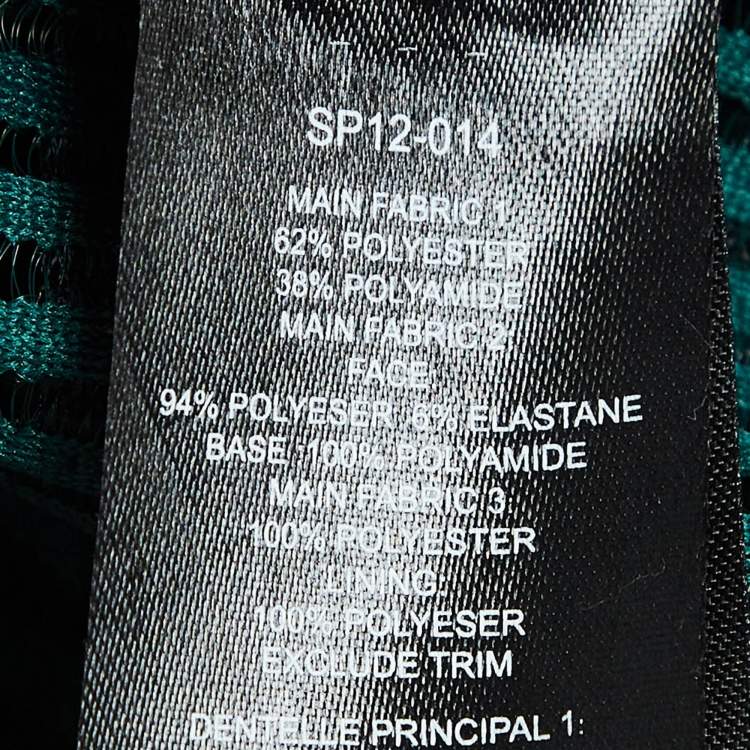 SP12-014
MAIN FABRIC 1
62% POLYESTER
38% POLYAMIDE
MAIN FABRIC 2
FACE
94% POLYESER 6% ELASTANE
BASE -100% POLYAMIDE
MAIN FABRIC 3
100% POLYESTER
LINING:
100% POLYESER
EXCLUDE TRIM
DENTELLE PRINCIPAL 1: